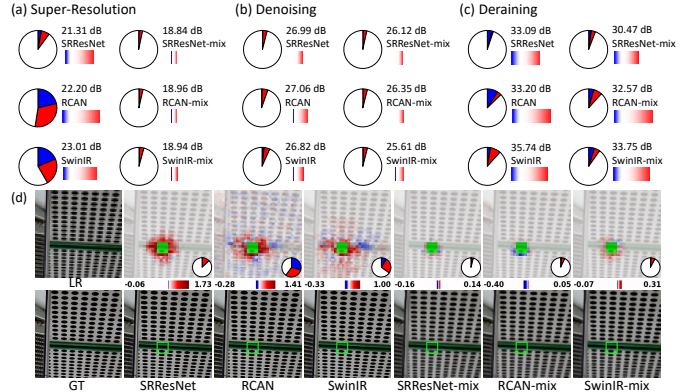 (a) Super-Resolution
(b) Denoising
(c) Deraining
21.31 dB
SRResNet
18.84 dB
SRResNet-mix
26.99 dB
SRResNet
26.12 dB
SRResNet-mix
33.09 dB
SRResNet
30.47 dB
SRResNet-mix
22.20 dB
RCAN
18.96 dB
RCAN-mix
27.06 dB
RCAN
26.35 dB
RCAN-mix
33.20 dB
RCAN
32.57 dB
RCAN-mix
23.01 dB
SwinIR
18.94 dB
SwinIR-mix
26.82 dB
SwinIR
25.61 dB
SwinIR-mix
35.74 dB
SwinIR
33.75 dB
SwinIR-mix
(d)
LR
-0.06 1.73
-0.28 1.41
-0.33 1.00
-0.16 0.14
-0.40 0.05
-0.07 0.31
GT
SRResNet
RCAN
SwinIR
SRResNet-mix
RCAN-mix
SwinIR-mix